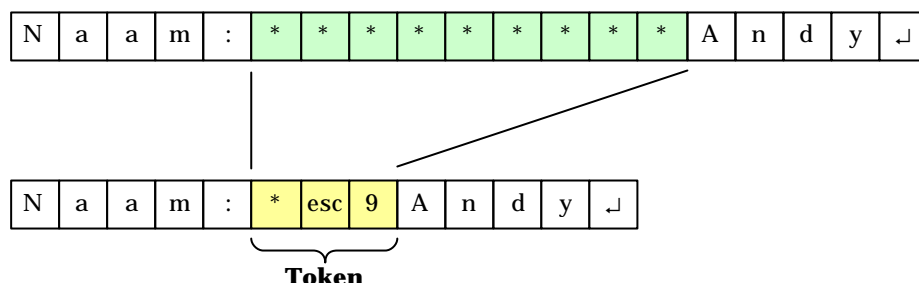 N a a m : * * * * * * * * * A n d y ↵
N a a m : * esc 9 A n d y ↵
Token